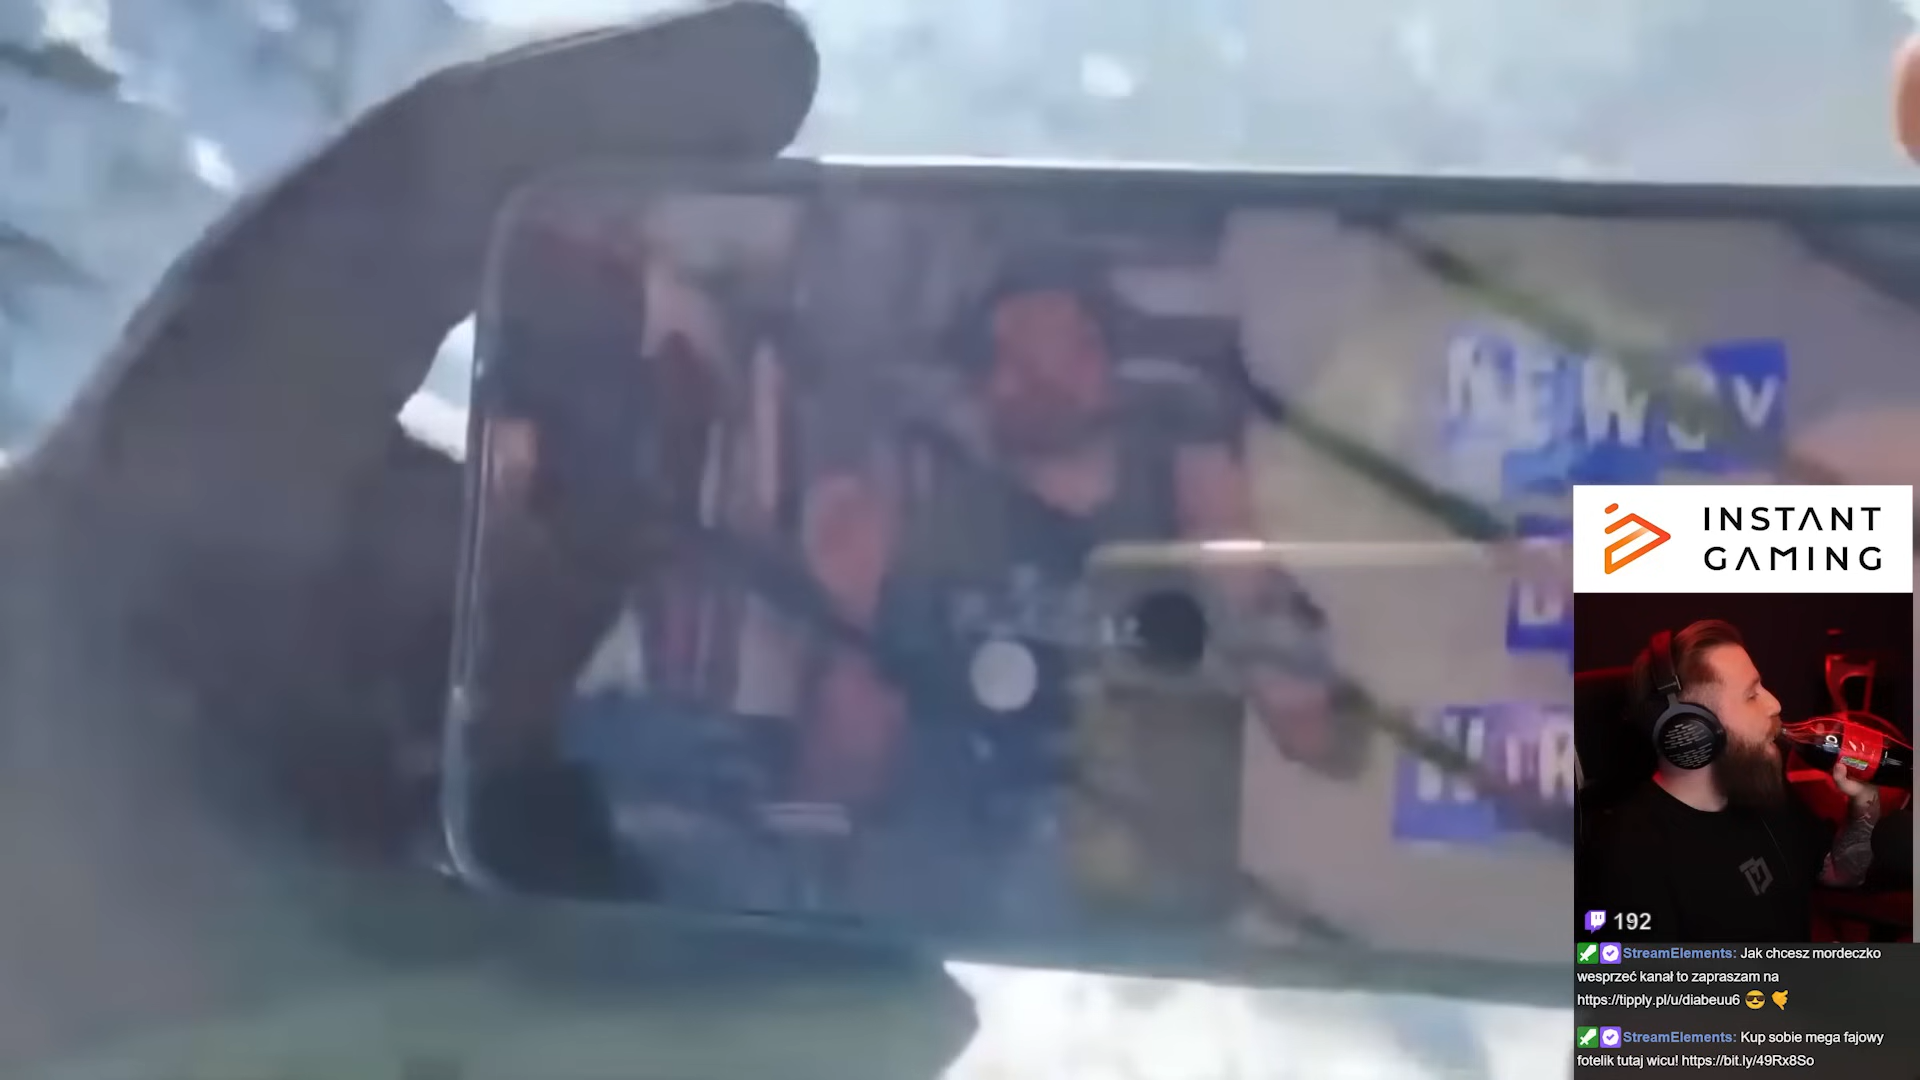 NEWS V
INSTANT
GAMING
192
StreamElements: Jak chcesz mordeczko
wesprzeć kanał to zapraszam na
https://tipply.pl/u/diabeuu6 😎 🤙
StreamElements: Kup sobie mega fajowy
fotelik tutaj wicu! https://bit.ly/49Rx8So